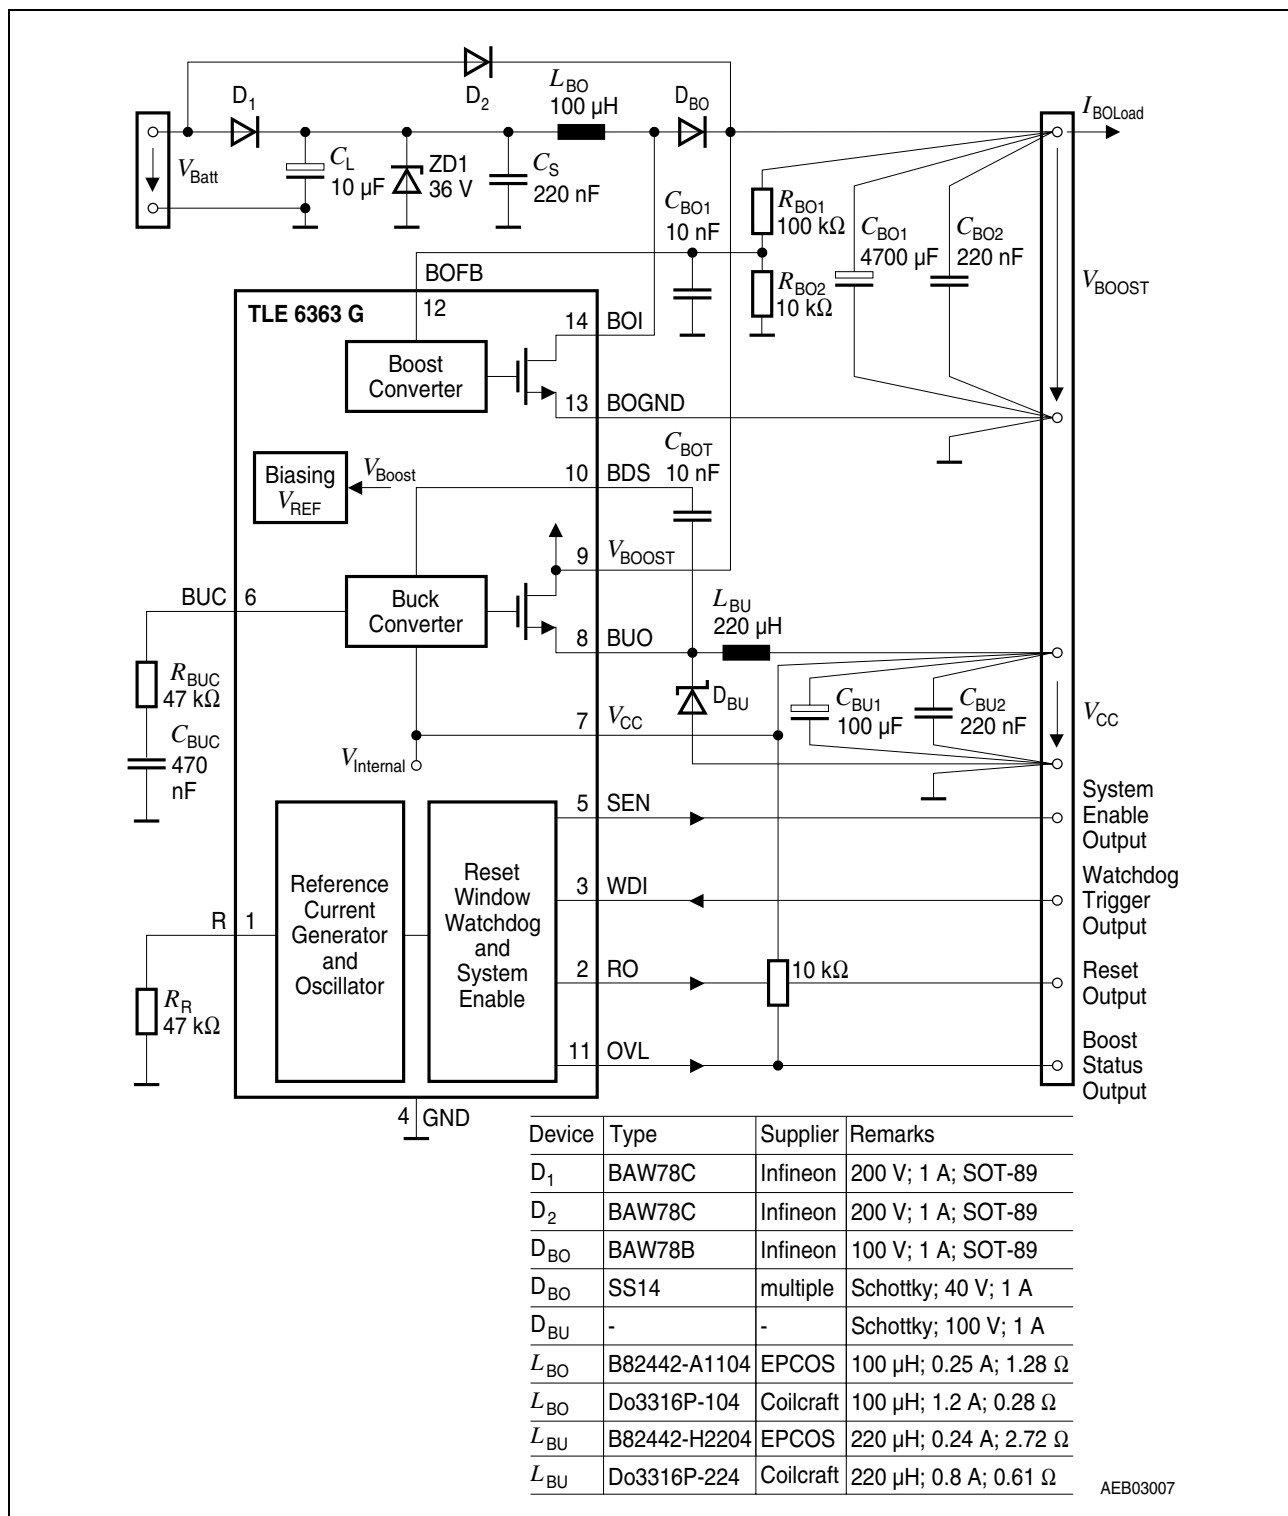 D1
D2
LBO
100 µH
DBO
IBOLoad
VBatt
CL
10 µF
ZD1
36 V
CS
220 nF
CBO1
10 nF
RBO1
100 kΩ
RBO2
10 kΩ
CBO1
4700 µF
CBO2
220 nF
VBOOST
BOFB
12
TLE 6363 G
14 BOI
Boost
Converter
13 BOGND
CBOT
10 nF
Biasing
VREF
VBoost
10 BDS
9 VBOOST
BUC 6
Buck
Converter
LBU
220 µH
8 BUO
RBUC
47 kΩ
DBU
CBU1
100 µF
CBU2
220 nF
VCC
7 VCC
CBUC
470
nF
VInternal
5 SEN
System
Enable
Output
Reference
Current
Generator
and
Oscillator
Reset
Window
Watchdog
and
System
Enable
3 WDI
Watchdog
Trigger
Output
R 1
2 RO
10 kΩ
Reset
Output
RR
47 kΩ
11 OVL
Boost
Status
Output
4 GND
Device Type Supplier Remarks
D1 BAW78C Infineon 200 V; 1 A; SOT-89
D2 BAW78C Infineon 200 V; 1 A; SOT-89
DBO BAW78B Infineon 100 V; 1 A; SOT-89
DBO SS14 multiple Schottky; 40 V; 1 A
DBU - - Schottky; 100 V; 1 A
LBO B82442-A1104 EPCOS 100 µH; 0.25 A; 1.28 Ω
LBO Do3316P-104 Coilcraft 100 µH; 1.2 A; 0.28 Ω
LBU B82442-H2204 EPCOS 220 µH; 0.24 A; 2.72 Ω
LBU Do3316P-224 Coilcraft 220 µH; 0.8 A; 0.61 Ω
AEB03007